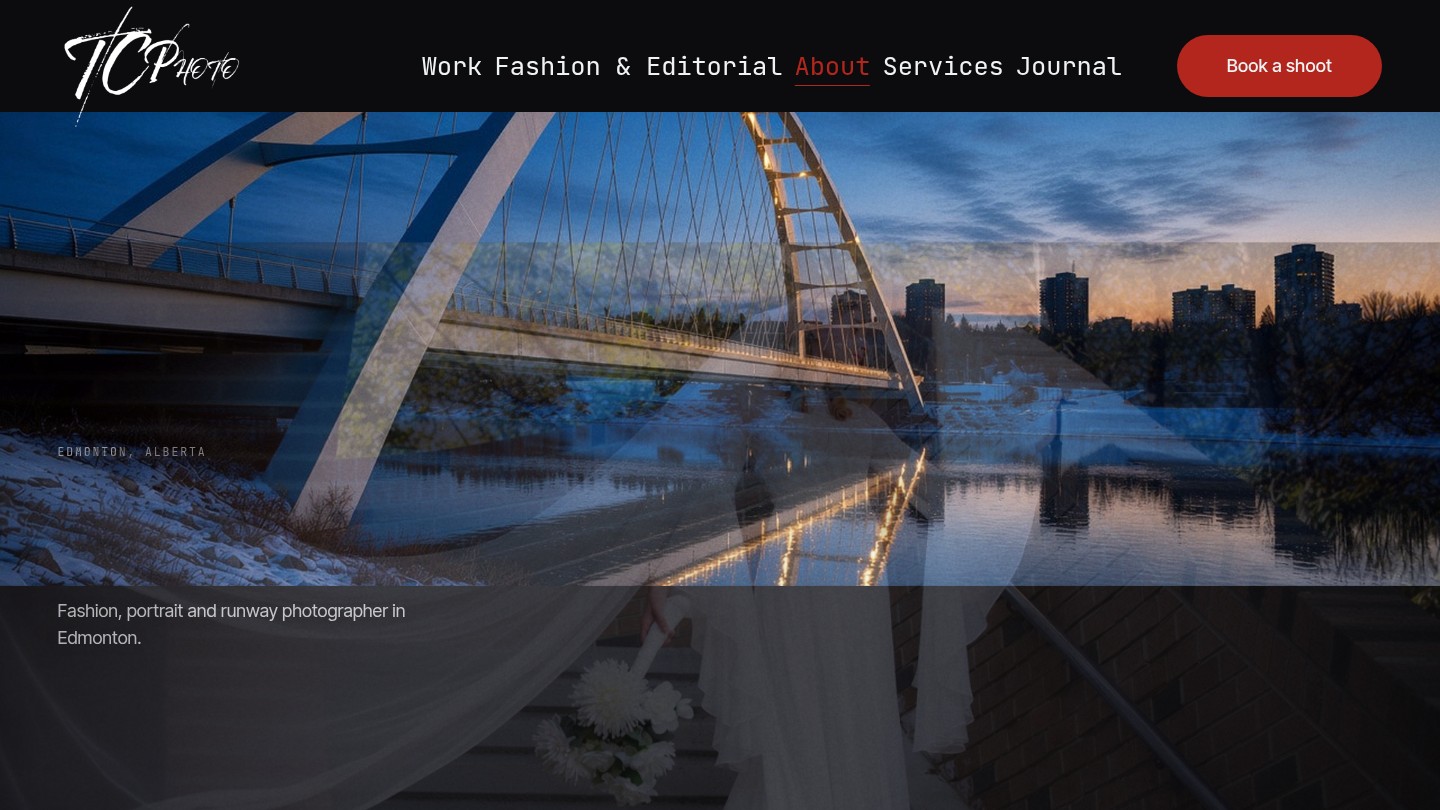 TCPHOTO
Work Fashion & Editorial About Services Journal
Book a shoot
EDMONTON, ALBERTA
Fashion, portrait and runway photographer in
Edmonton.